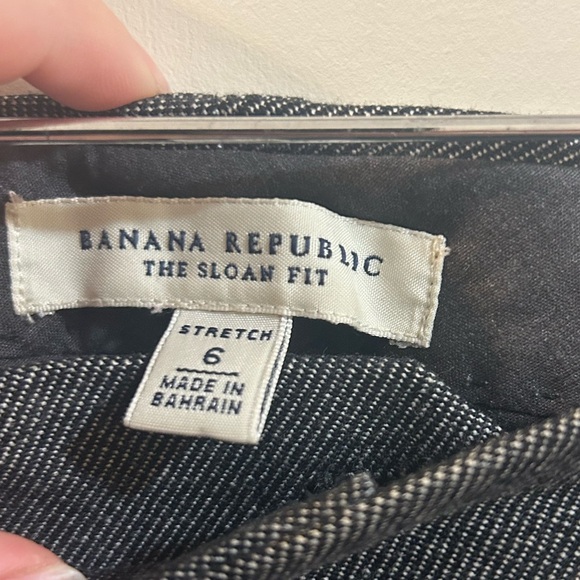 BANANA REPUBLIC
THE SLOAN FIT
STRETCH
6
MADE IN
BAHRAIN